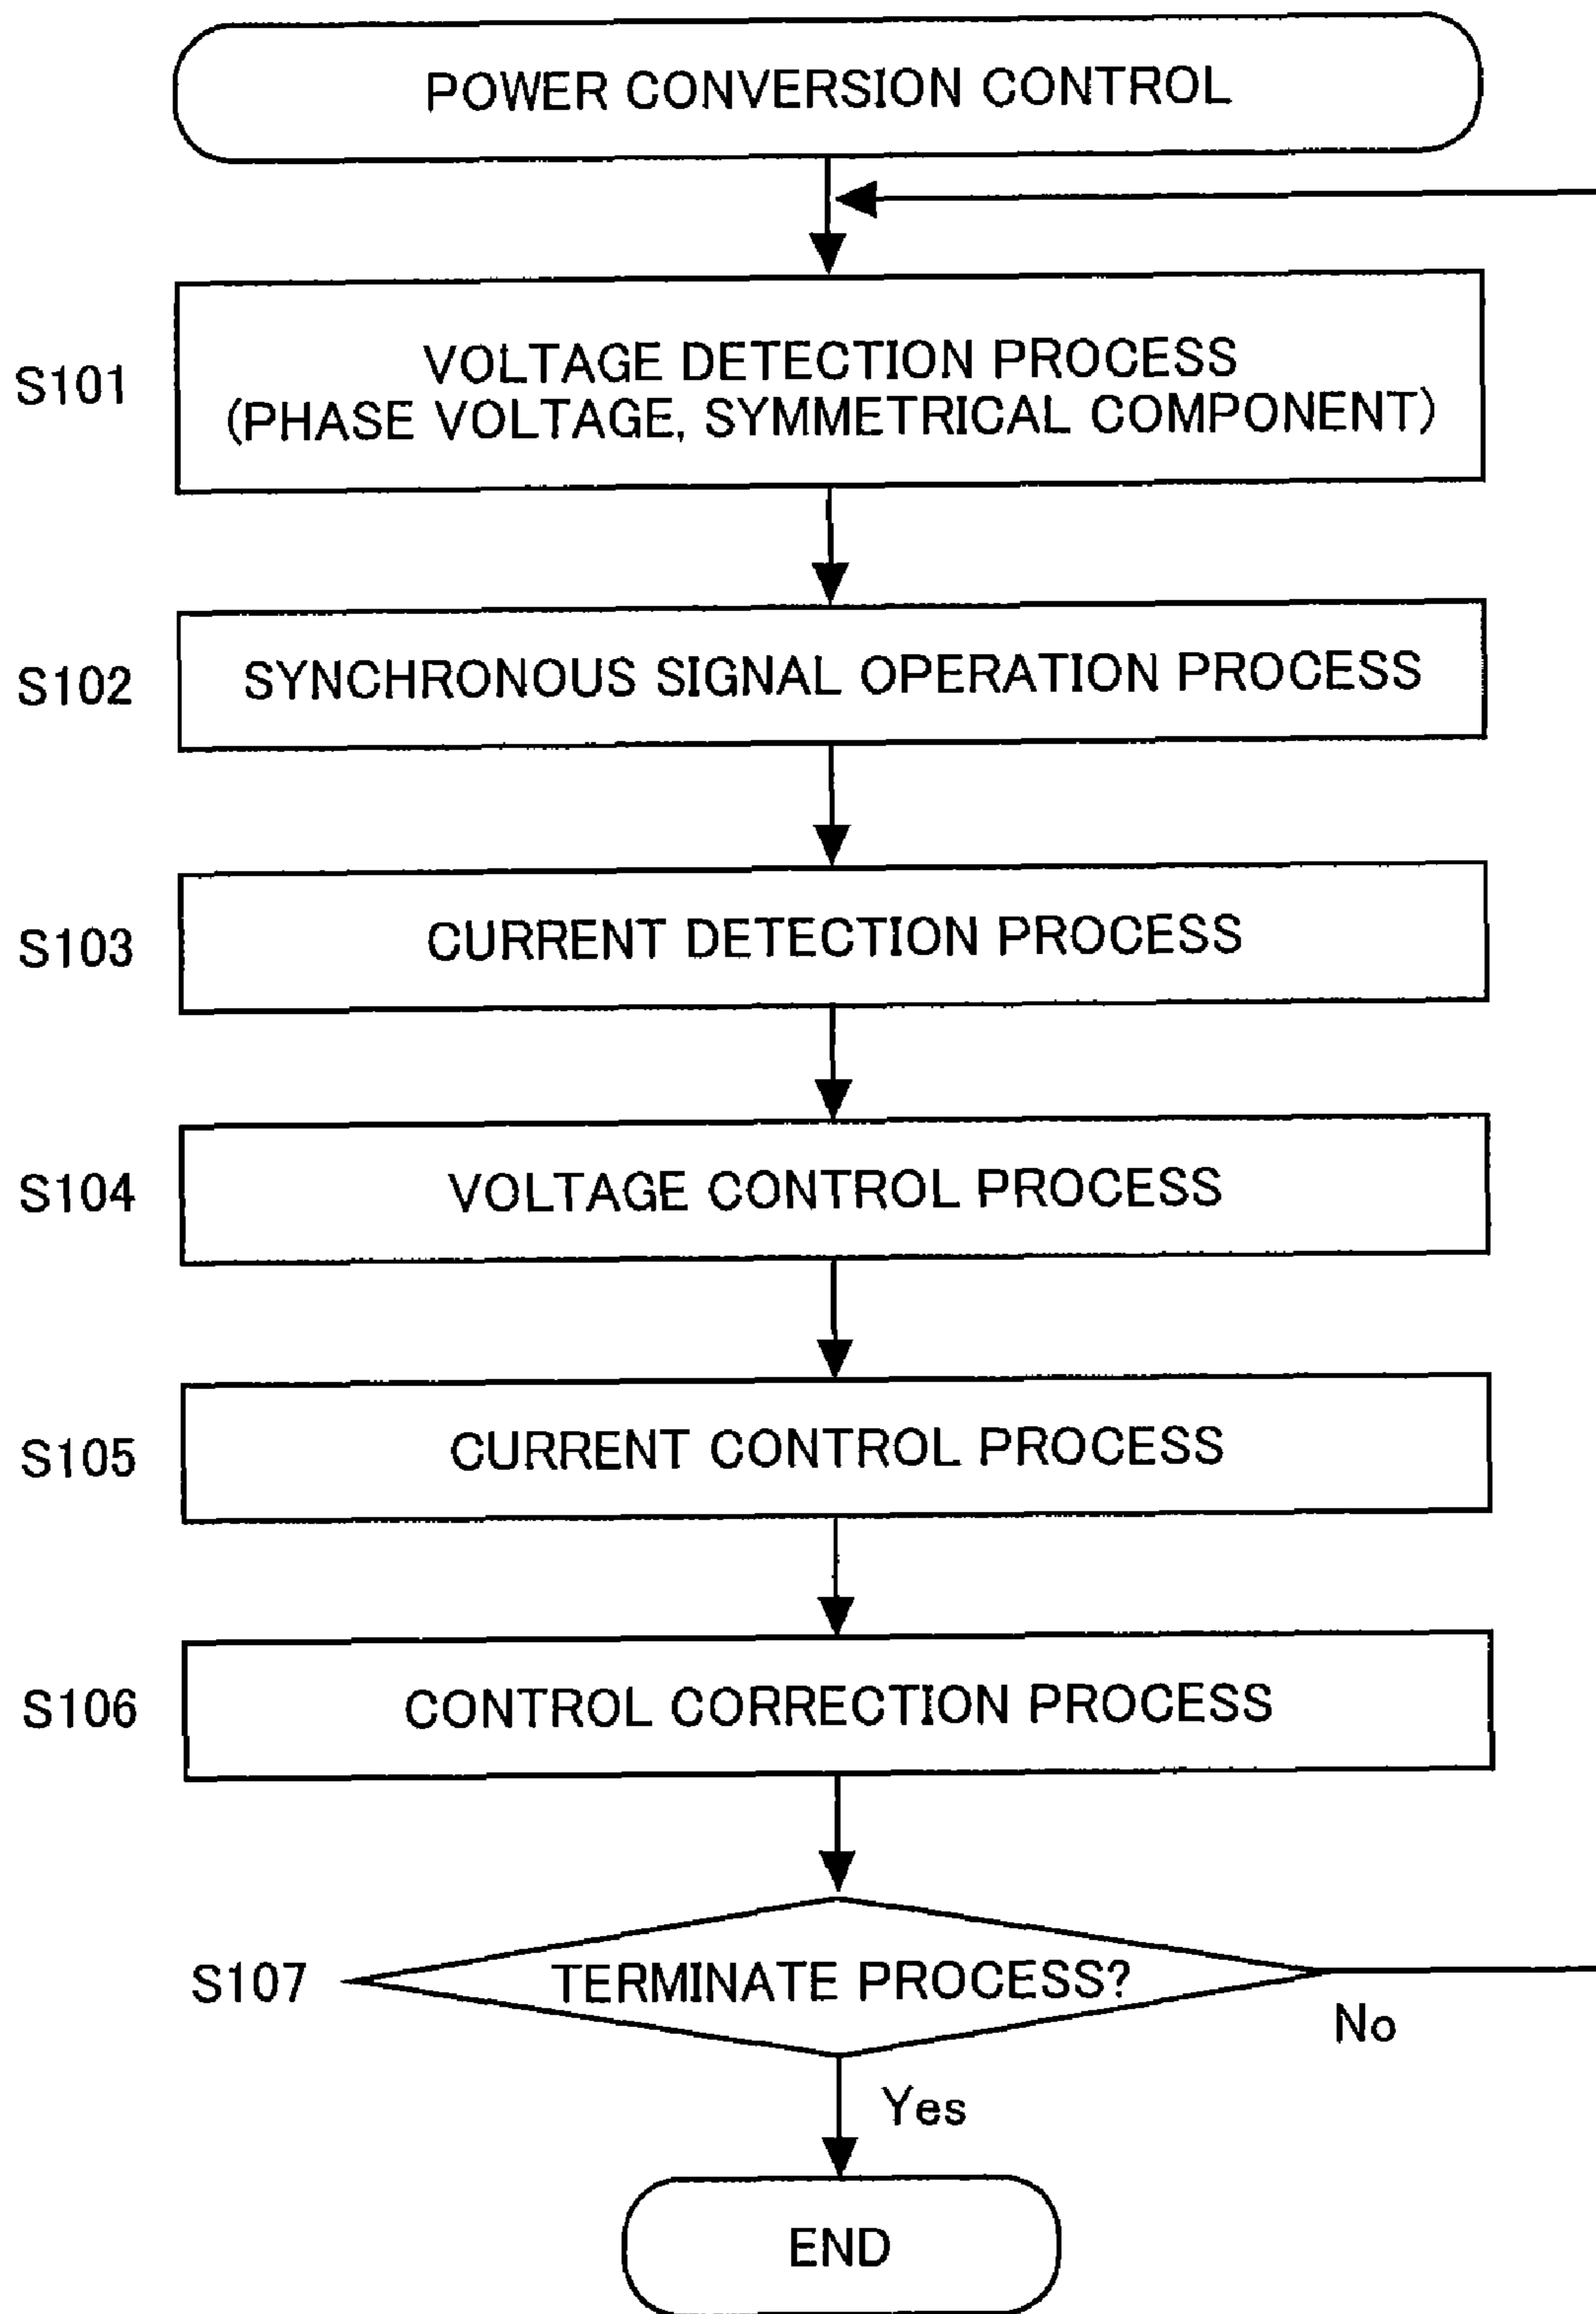 POWER CONVERSION CONTROL
S101
VOLTAGE DETECTION PROCESS
(PHASE VOLTAGE, SYMMETRICAL COMPONENT)
S102
SYNCHRONOUS SIGNAL OPERATION PROCESS
S103
CURRENT DETECTION PROCESS
S104
VOLTAGE CONTROL PROCESS
S105
CURRENT CONTROL PROCESS
S106
CONTROL CORRECTION PROCESS
S107
TERMINATE PROCESS?
No
Yes
END